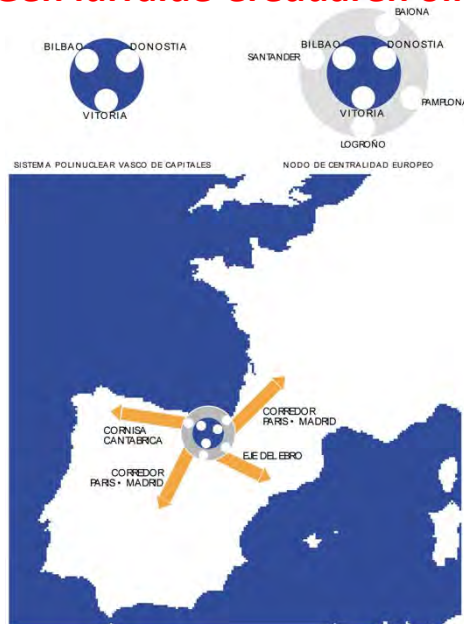 BAIONA
BILBAO DONOSTIA
VITORIA
SANTANDER
BILBAO DONOSTIA
VITORIA
PAMPLONA
LOGROÑO
SISTEMA POLINUCLEAR VASCO DE CAPITALES
NODO DE CENTRALIDAD EUROPEO
CORNISA
CANTABRICA
CORREDOR
PARIS • MADRID
EJE DEL EBRO
CORREDOR
PARIS • MADRID